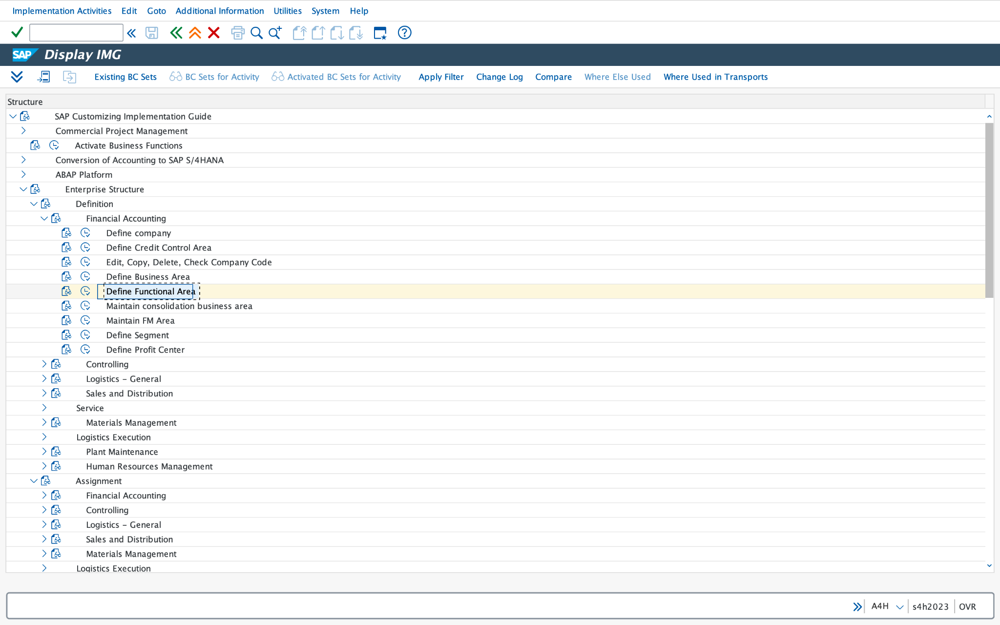 Implementation Activities Edit Goto Additional Information Utilities System Help
SAP Display IMG
Existing BC Sets BC Sets for Activity Activated BC Sets for Activity Apply Filter Change Log Compare Where Else Used Where Used in Transports
Structure
SAP Customizing Implementation Guide
Commercial Project Management
Activate Business Functions
Conversion of Accounting to SAP S/4HANA
ABAP Platform
Enterprise Structure
Definition
Financial Accounting
Define company
Define Credit Control Area
Edit, Copy, Delete, Check Company Code
Define Business Area
Define Functional Area
Maintain consolidation business area
Maintain FM Area
Define Segment
Define Profit Center
Controlling
Logistics – General
Sales and Distribution
Service
Materials Management
Logistics Execution
Plant Maintenance
Human Resources Management
Assignment
Financial Accounting
Controlling
Logistics – General
Sales and Distribution
Materials Management
Logistics Execution
A4H s4h2023 OVR